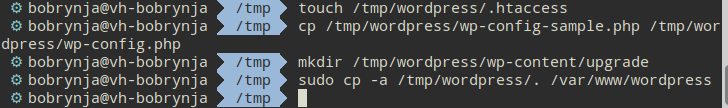 bobrynja@vh-bobrynja /tmp touch /tmp/wordpress/.htaccess
bobrynja@vh-bobrynja /tmp cp /tmp/wordpress/wp-config-sample.php /tmp/wor
dpress/wp-config.php
bobrynja@vh-bobrynja /tmp mkdir /tmp/wordpress/wp-content/upgrade
bobrynja@vh-bobrynja /tmp sudo cp -a /tmp/wordpress/. /var/www/wordpress
bobrynja@vh-bobrynja /tmp